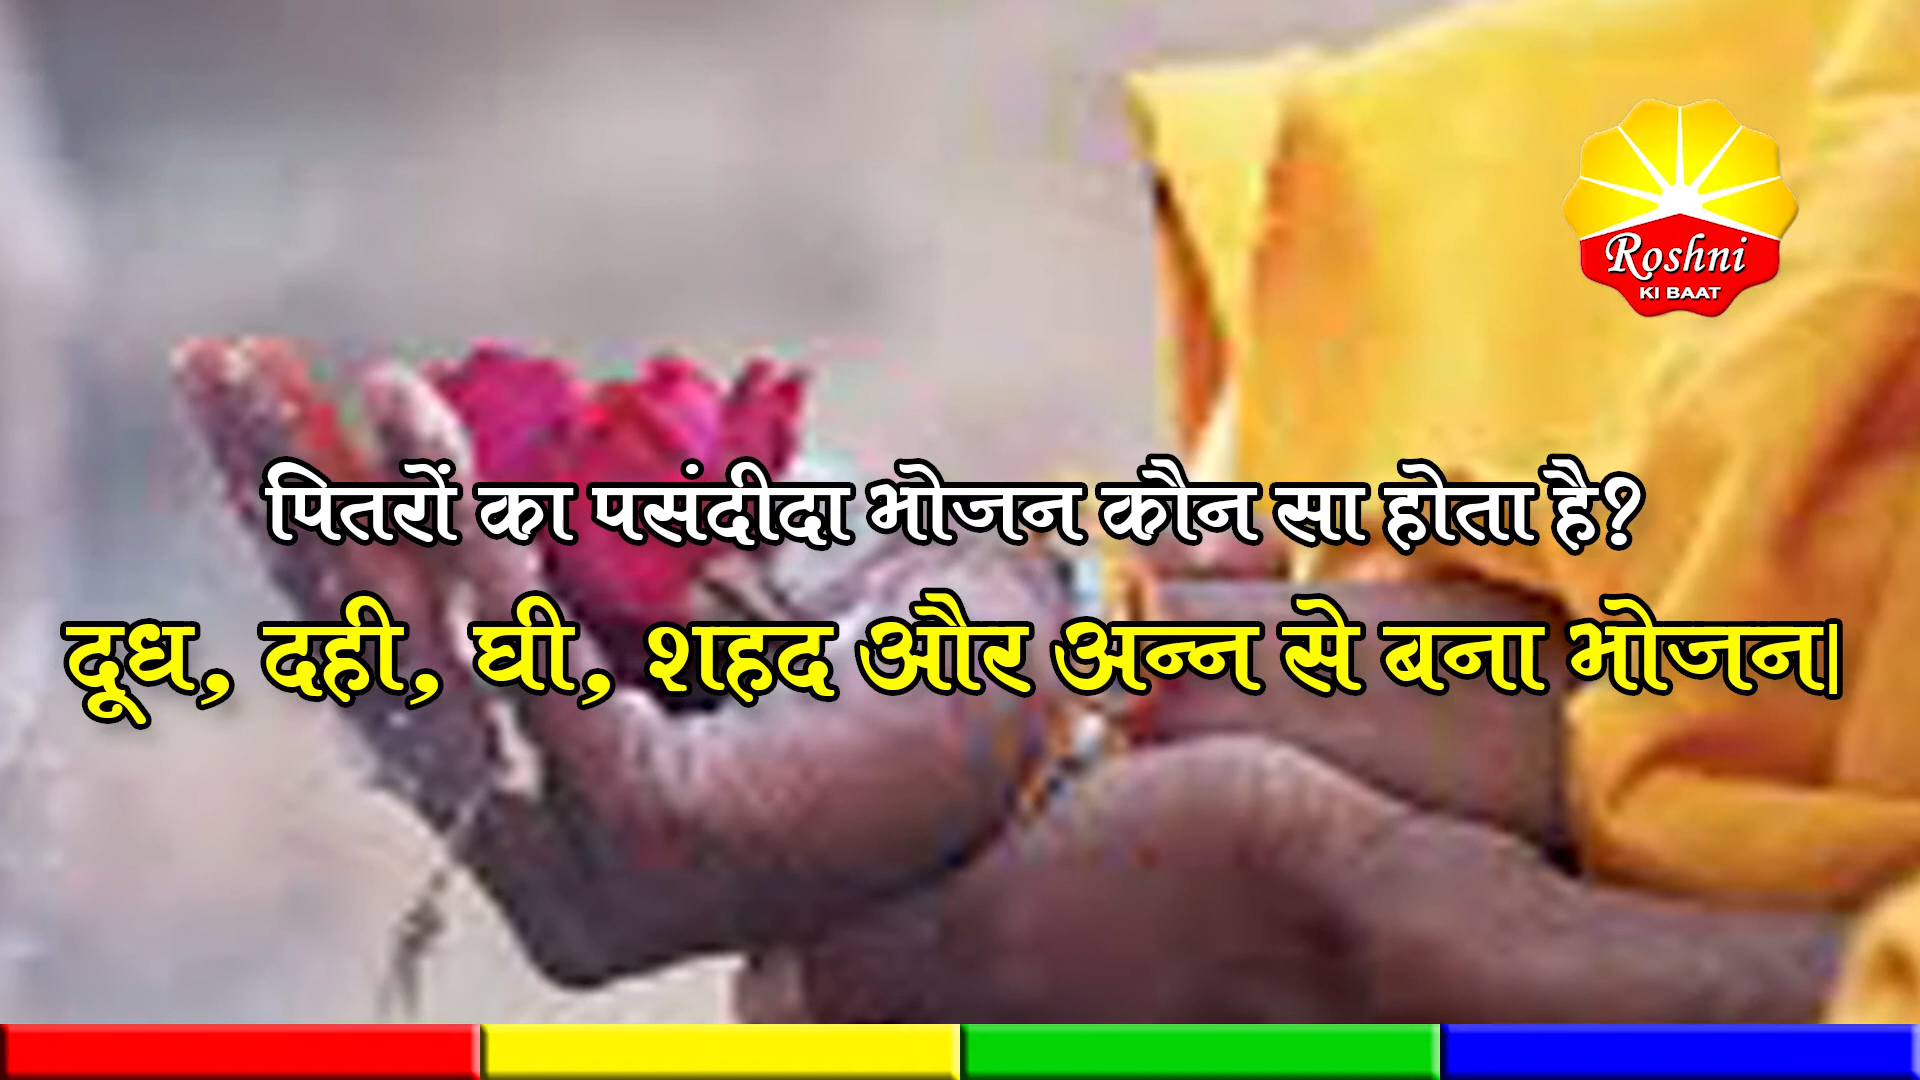 Roshni
KI BAAT
पितरों का पसंदीदा भोजन कौन सा होता है?
दूध, दही, घी, शहद और अन्न से बना भोजन|